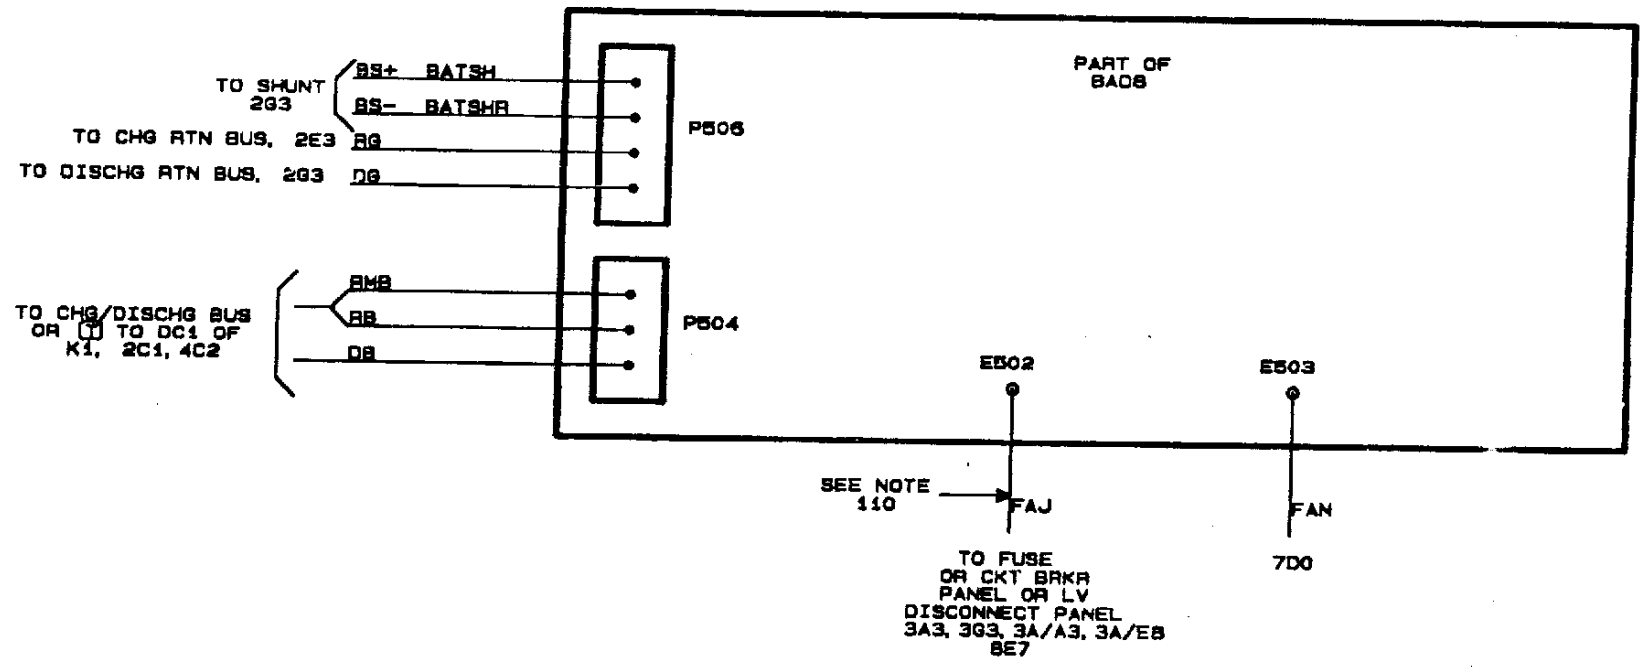 PART OF
BAO8
BS+ BATSH
TO SHUNT
2G3
BS- BATSHR
P506
TO CHG RTN BUS, 2E3 RG
TO DISCHG RTN BUS, 2G3 DG
RMB
TO CHG/DISCHG BUS
RB
OR TO DC1 OF
K1, 2C1, 4C2
DB
P504
E502
E503
SEE NOTE
110
FAJ
FAN
TO FUSE
OR CKT BRKR
PANEL OR LV
DISCONNECT PANEL
3A3, 3G3, 3A/A3, 3A/E8
8E7